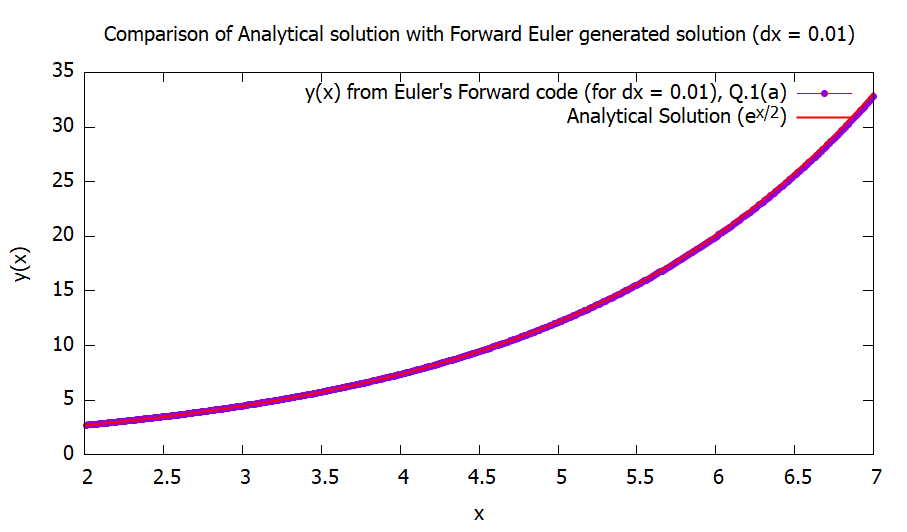 Comparison of Analytical solution with Forward Euler generated solution (dx = 0.01)
y(x) from Euler's Forward code (for dx = 0.01), Q.1(a)
Analytical Solution (e^x/2)
35
30
25
20
15
10
5
0
y(x)
2 2.5 3 3.5 4 4.5 5 5.5 6 6.5 7
x